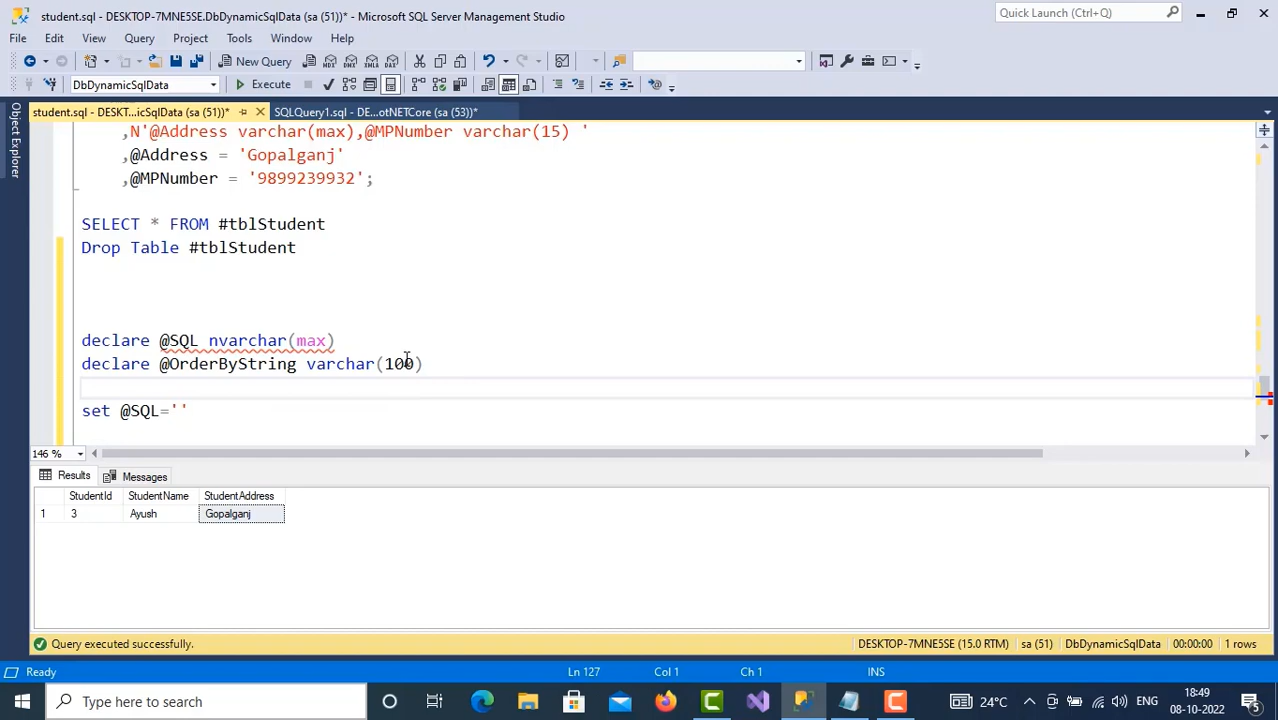 student.sql - DESKTOP-7MNE5SE.DbDynamicSqlData (sa (51))* - Microsoft SQL Server Management Studio
Quick Launch (Ctrl+Q)
File Edit View Query Project Tools Window Help
New Query
DbDynamicSqlData Execute
student.sql - DESKT...icSqlData (sa (51))* SQLQuery1.sql - DE...otNETCore (sa (53))*
Object Explorer
,N'@Address varchar(max),@MPNumber varchar(15) '
,@Address = 'Gopalganj'
,@MPNumber = '9899239932';
SELECT * FROM #tblStudent
Drop Table #tblStudent
declare @SQL nvarchar(max)
declare @OrderByString varchar(100)
set @SQL=''
146 %
Results Messages
StudentId StudentName StudentAddress
1 3 Ayush Gopalganj
Query executed successfully. DESKTOP-7MNE5SE (15.0 RTM) sa (51) DbDynamicSqlData 00:00:00 1 rows
Ready Ln 127 Col 1 Ch 1 INS
Type here to search 24°C ENG 18:49
08-10-2022 5